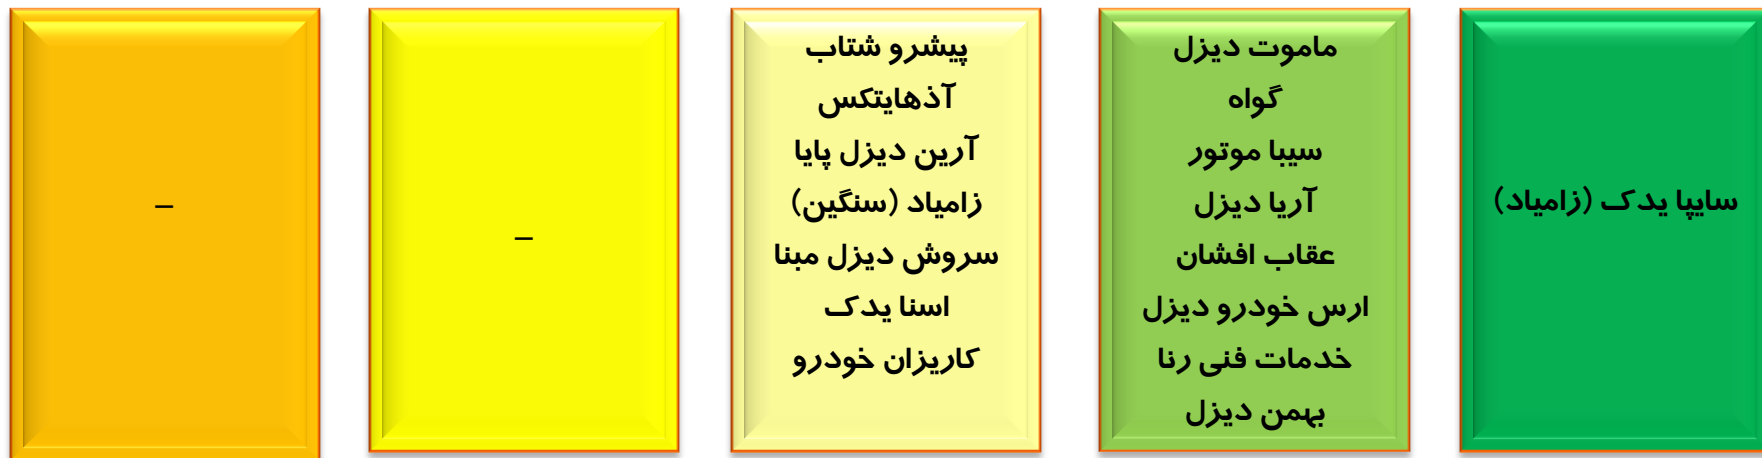 سایپا یدک (زامیاد)
ماموت دیزل
گواه
سیبا موتور
آریا دیزل
عقاب افشان
ارس خودرو دیزل
خدمات فنی رنا
بهمن دیزل
پیشرو شتاب
آذهایتکس
آرین دیزل پایا
زامیاد (سنگین)
سروش دیزل مبنا
اسنا یدک
کاریزان خودرو
–
–